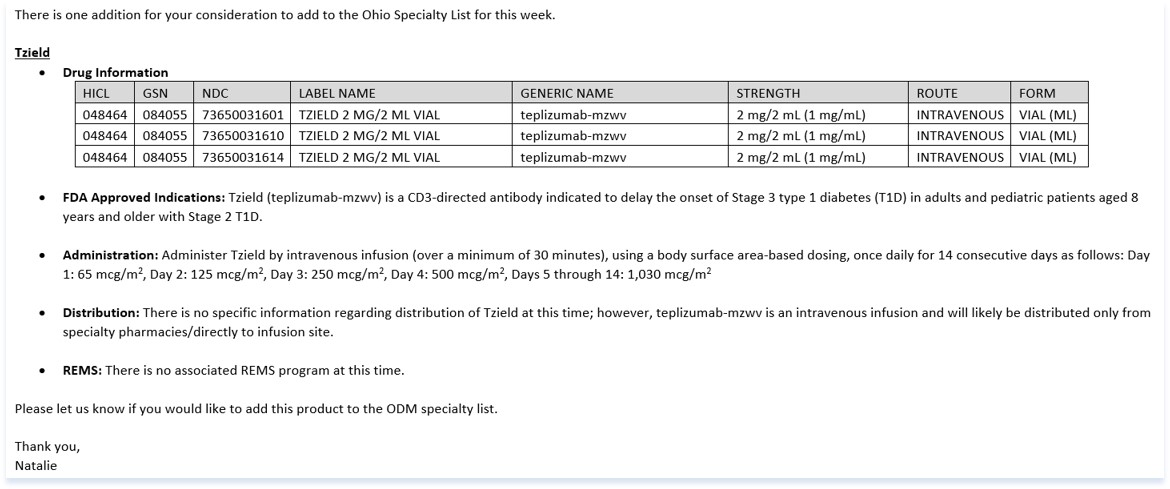 There is one addition for your consideration to add to the Ohio Specialty List for this week.
Tzield
• Drug Information
HICL GSN NDC LABEL NAME GENERIC NAME STRENGTH ROUTE FORM
048464 084055 73650031601 TZIELD 2 MG/2 ML VIAL teplizumab-mzwv 2 mg/2 mL (1 mg/mL) INTRAVENOUS VIAL (ML)
048464 084055 73650031610 TZIELD 2 MG/2 ML VIAL teplizumab-mzwv 2 mg/2 mL (1 mg/mL) INTRAVENOUS VIAL (ML)
048464 084055 73650031614 TZIELD 2 MG/2 ML VIAL teplizumab-mzwv 2 mg/2 mL (1 mg/mL) INTRAVENOUS VIAL (ML)
• FDA Approved Indications: Tzield (teplizumab-mzwv) is a CD3-directed antibody indicated to delay the onset of Stage 3 type 1 diabetes (T1D) in adults and pediatric patients aged 8
years and older with Stage 2 T1D.
• Administration: Administer Tzield by intravenous infusion (over a minimum of 30 minutes), using a body surface area-based dosing, once daily for 14 consecutive days as follows: Day
1: 65 mcg/m², Day 2: 125 mcg/m², Day 3: 250 mcg/m², Day 4: 500 mcg/m², Days 5 through 14: 1,030 mcg/m²
• Distribution: There is no specific information regarding distribution of Tzield at this time; however, teplizumab-mzwv is an intravenous infusion and will likely be distributed only from
specialty pharmacies/directly to infusion site.
• REMS: There is no associated REMS program at this time.
Please let us know if you would like to add this product to the ODM specialty list.
Thank you,
Natalie